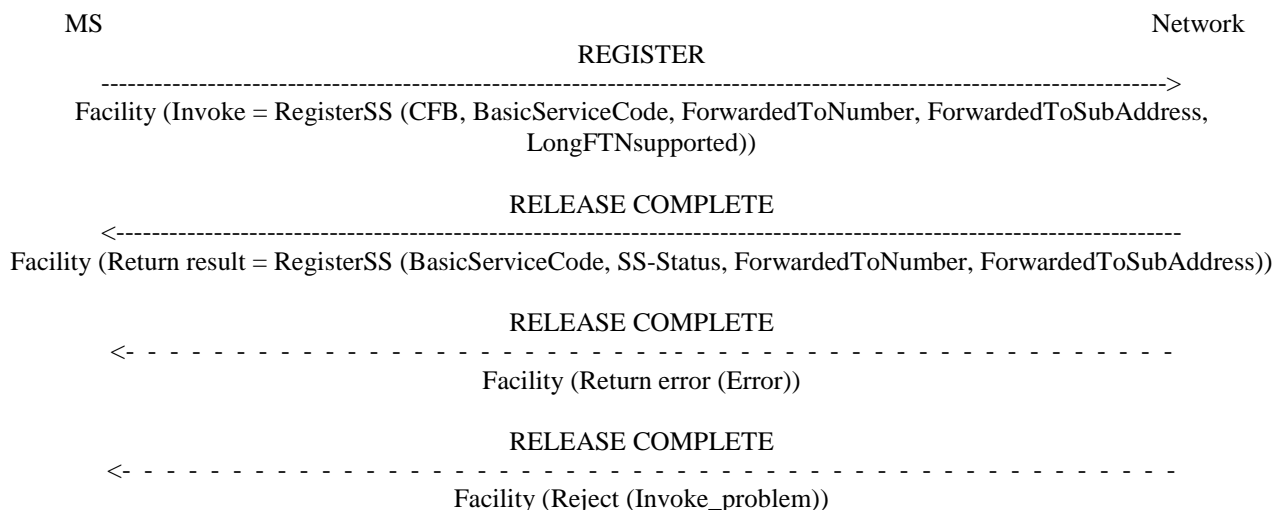 MS Network
REGISTER
------------------------------------------------------------------------------------------------------------------------>
Facility (Invoke = RegisterSS (CFB, BasicServiceCode, ForwardedToNumber, ForwardedToSubAddress,
LongFTNsupported))
RELEASE COMPLETE
<------------------------------------------------------------------------------------------------------------------------
Facility (Return result = RegisterSS (BasicServiceCode, SS-Status, ForwardedToNumber, ForwardedToSubAddress))
RELEASE COMPLETE
<- - - - - - - - - - - - - - - - - - - - - - - - - - - - - - - - - - - - - - - - - - - - - - - - - - - - - - - - -
Facility (Return error (Error))
RELEASE COMPLETE
<- - - - - - - - - - - - - - - - - - - - - - - - - - - - - - - - - - - - - - - - - - - - - - - - - - - - - - - - -
Facility (Reject (Invoke_problem))